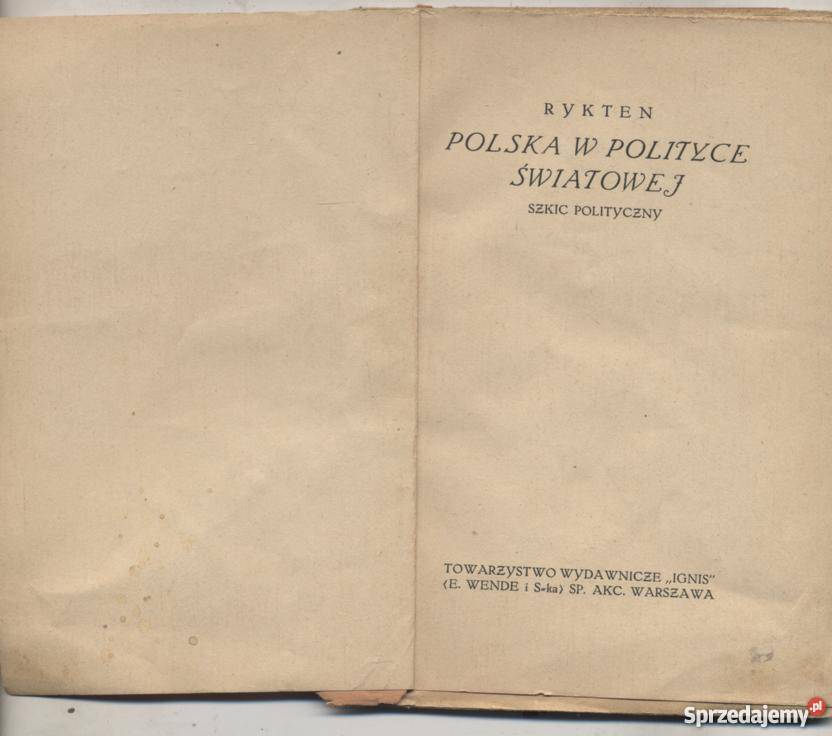 RYKTEN
POLSKA W POLITYCE
ŚWIATOWEJ
SZKIC POLITYCZNY
TOWARZYSTWO WYDAWNICZE „IGNIS"
(E. WENDE i S-ka) SP. AKC. WARSZAWA
Sprzedajemy.pl